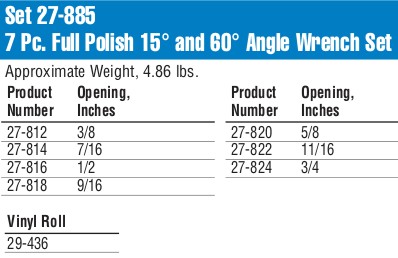 Set 27-885
7 Pc. Full Polish 15° and 60° Angle Wrench Set
Approximate Weight, 4.86 lbs.
Product Number Opening, Inches
27-812 3/8
27-814 7/16
27-816 1/2
27-818 9/16
Product Number Opening, Inches
27-820 5/8
27-822 11/16
27-824 3/4
Vinyl Roll
29-436